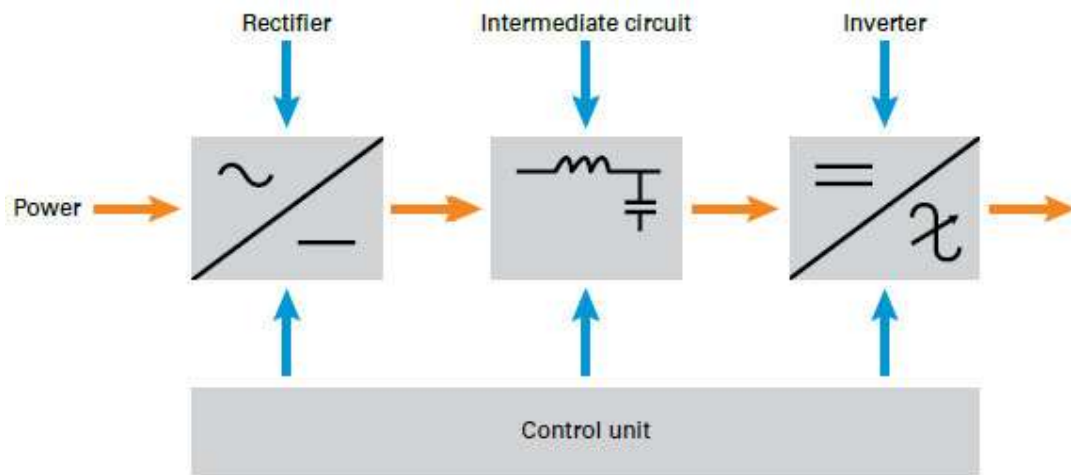 Rectifier
Intermediate circuit
Inverter
Power
Control unit